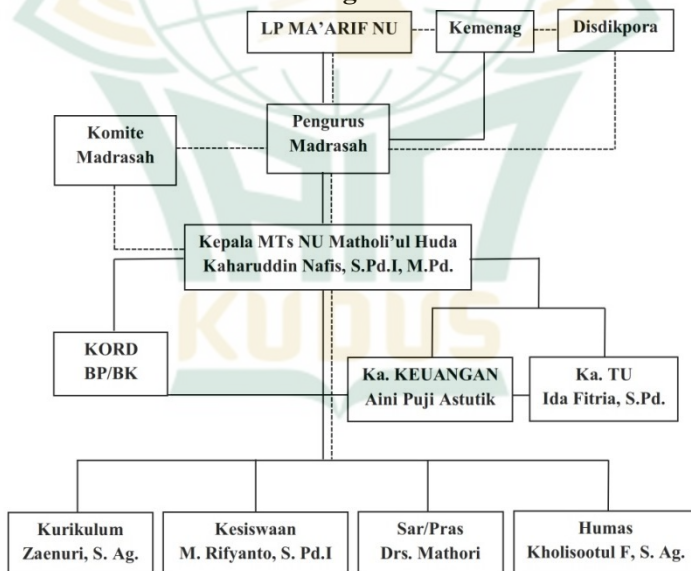 LP MA'ARIF NU
Kemenag
Disdikpora
Komite
Madrasah
Pengurus
Madrasah
Kepala MTs NU Matholi'ul Huda
Kaharuddin Nafis, S.Pd.I, M.Pd.
KUDUS
KORD
BP/BK
Ka. KEUANGAN
Aini Puji Astutik
Ka. TU
Ida Fitria, S.Pd.
Kurikulum
Zaenuri, S. Ag.
Kesiswaan
M. Rifyanto, S. Pd.I
Sar/Pras
Drs. Mathori
Humas
Kholisootul F, S. Ag.